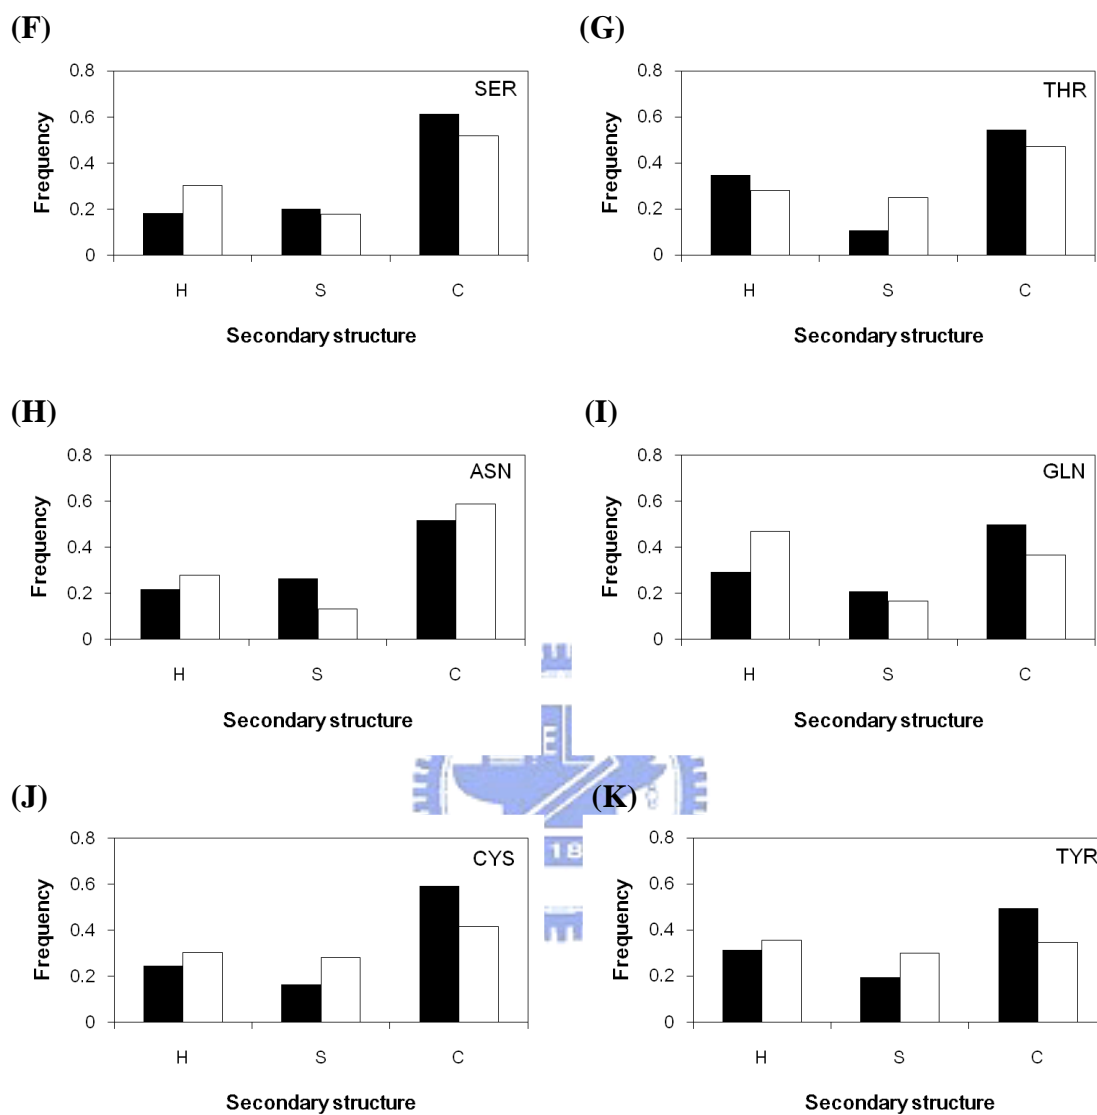 (F)
(G)
SER
0.8
0.6
0.4
0.2
0
Frequency
H S C
Secondary structure
THR
0.8
0.6
0.4
0.2
0
Frequency
H S C
Secondary structure
(H)
(I)
ASN
0.8
0.6
0.4
0.2
0
Frequency
H S C
Secondary structure
GLN
0.8
0.6
0.4
0.2
0
Frequency
H S C
Secondary structure
E
18
(J)
(K)
CYS
0.8
0.6
0.4
0.2
0
Frequency
H S C
Secondary structure
TYR
0.8
0.6
0.4
0.2
0
Frequency
H S C
Secondary structure